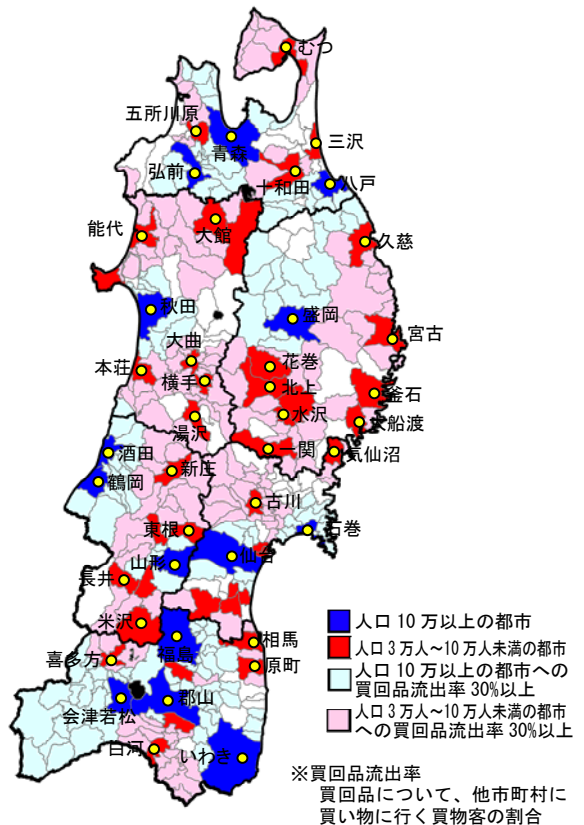 むつ
五所川原
青森
三沢
弘前
十和田
八戸
能代
大館
久慈
秋田
盛岡
宮古
大曲
本荘
花巻
横手
北上
釜石
水沢
大船渡
湯沢
一関
気仙沼
酒田
新庄
鶴岡
古川
東根
石巻
山形
仙台
長井
米沢
相馬
喜多方
福島
原町
会津若松
郡山
白河
いわき
人口 10 万以上の都市
人口 3 万人～10 万人未満の都市
人口 10 万以上の都市への
買回品流出率 30%以上
人口 3 万人～10 万人未満の都市
への買回品流出率 30%以上
※買回品流出率
買回品について、他市町村に
買い物に行く買物客の割合